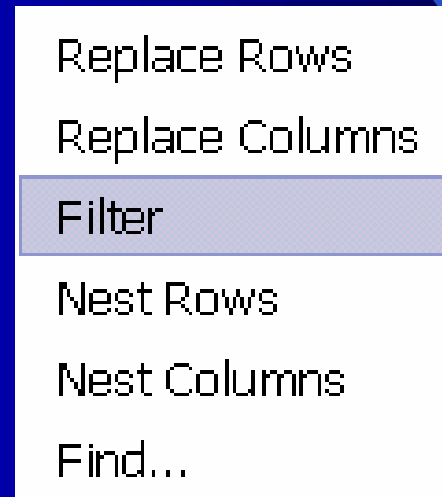 Replace Rows
Replace Columns
Filter
Nest Rows
Nest Columns
Find...